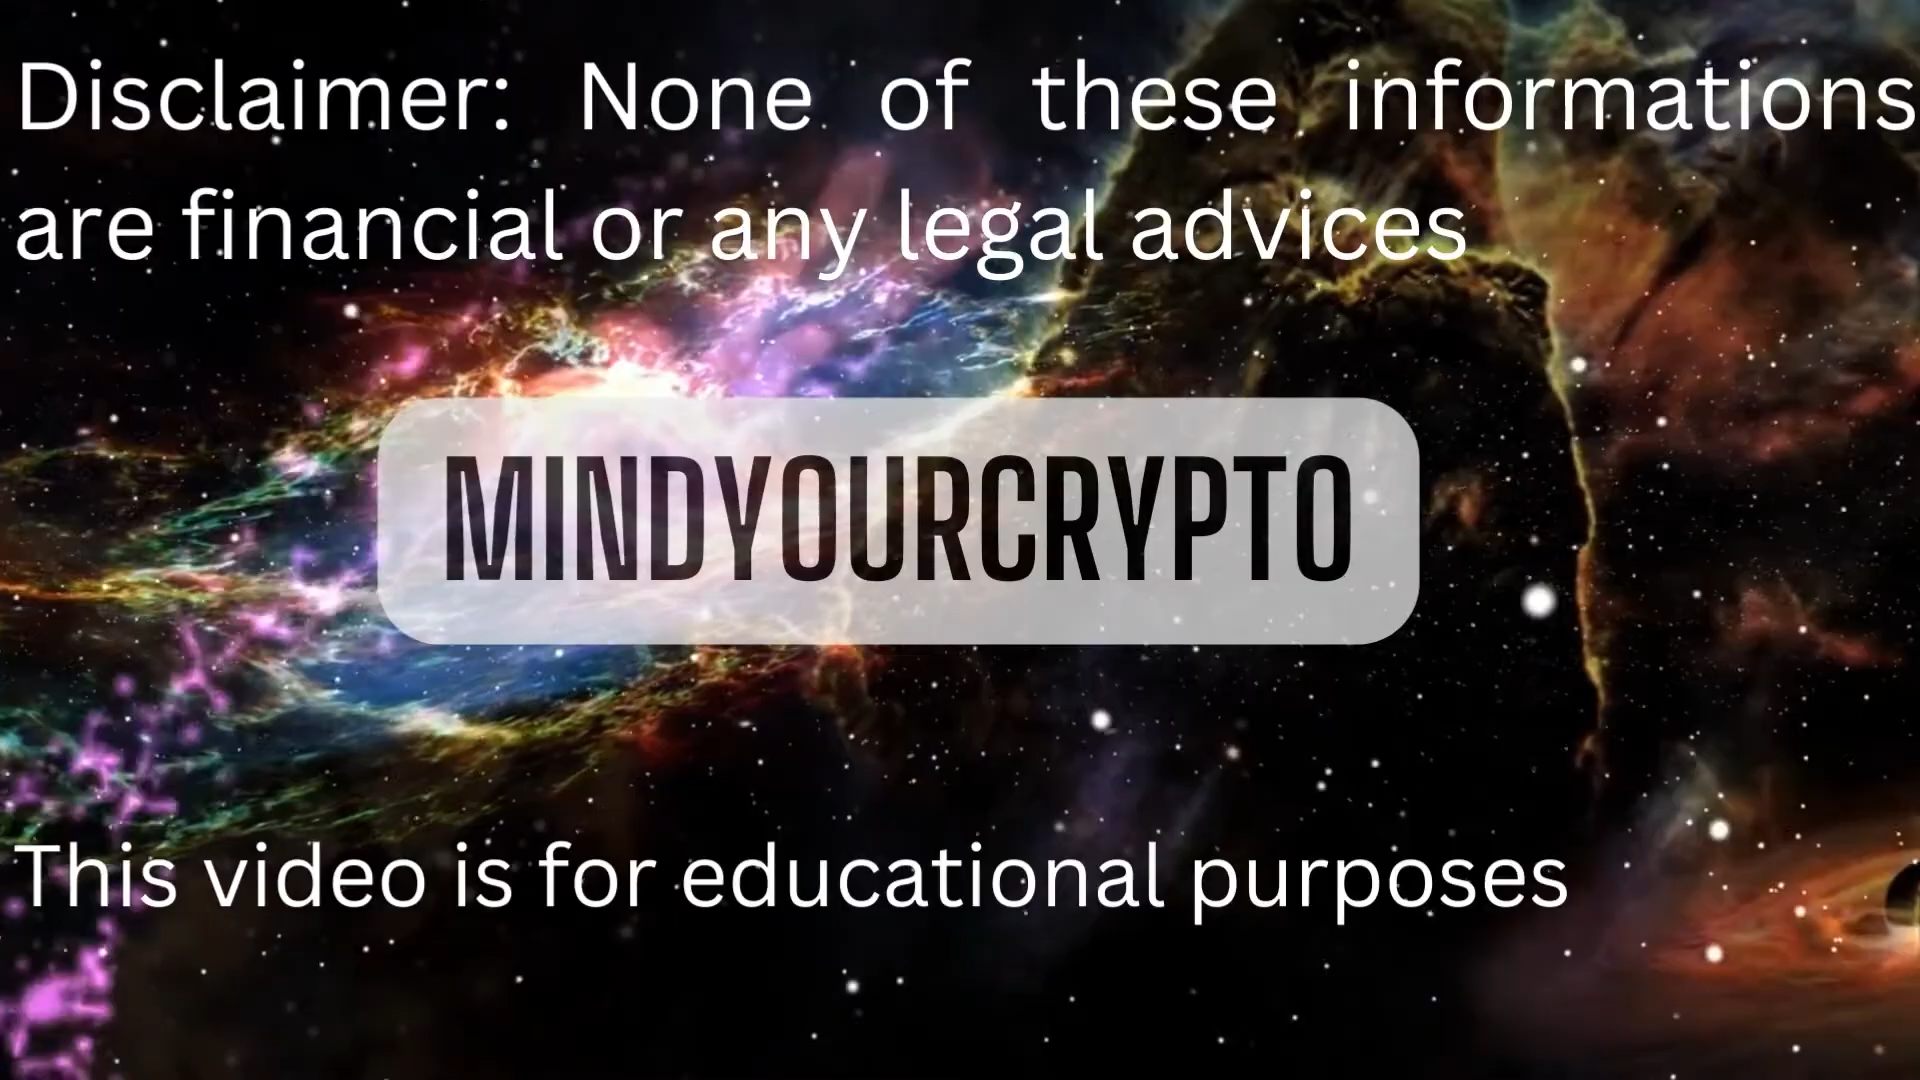 Disclaimer: None of these informations
are financial or any legal advices
MINDYOURCRYPTO
This video is for educational purposes